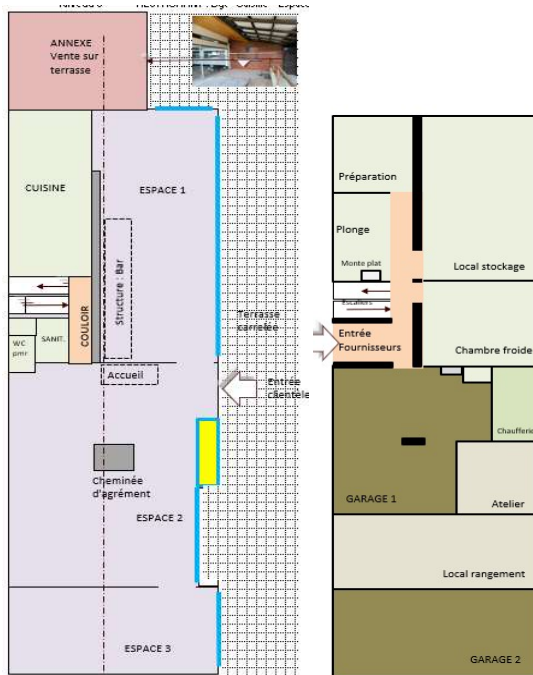 ANNEXE
Vente sur
terrasse
CUISINE
ESPACE 1
Structure : Bar
COULOIR
WC
pmr
SANIT.
Accueil
Terrasse
carrelée
Entrée
clientèle
Cheminée
d'agrément
ESPACE 2
ESPACE 3
Préparation
Plonge
Monte plat
Local stockage
Escaliers
Entrée
Fournisseurs
Chambre froide
Chaufferie
GARAGE 1
Atelier
Local rangement
GARAGE 2